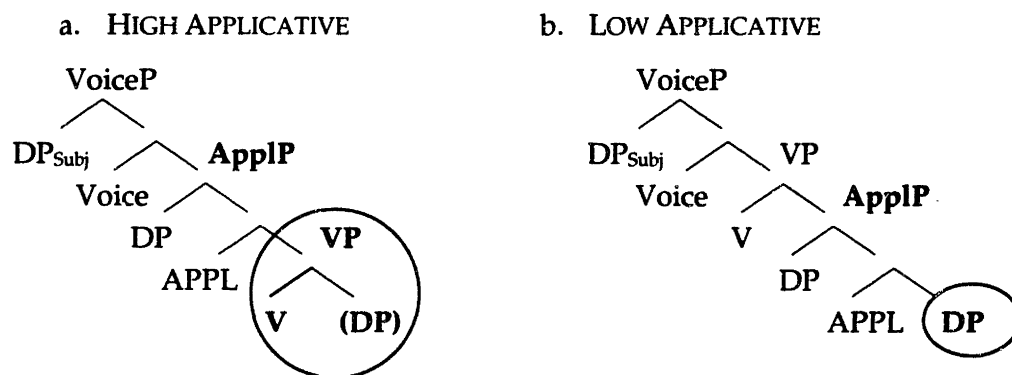 a. HIGH APPLICATIVE
VoiceP
DPSubj
ApplP
Voice
DP
VP
APPL
V (DP)
b. LOW APPLICATIVE
VoiceP
DPSubj
VP
Voice
ApplP
V
DP
APPL DP